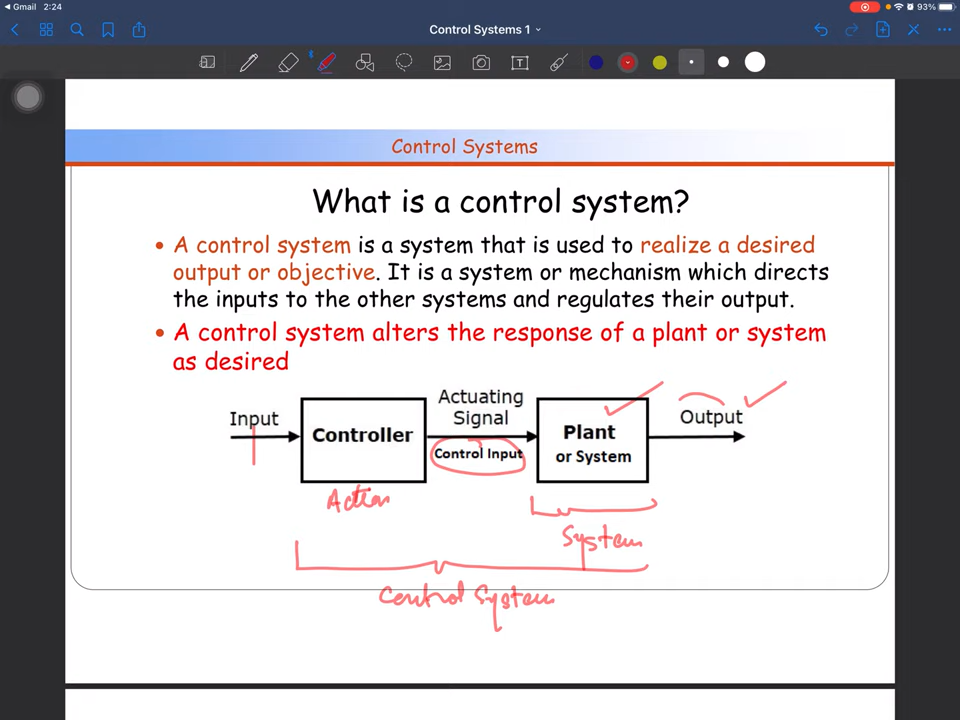 Gmail 2:24
93%
Control Systems 1
T
Control Systems
What is a control system?
• A control system is a system that is used to realize a desired
output or objective. It is a system or mechanism which directs
the inputs to the other systems and regulates their output.
• A control system alters the response of a plant or system
as desired
Input
Controller
Actuating
Signal
Control Input
Plant
or System
Output
Action
System
Control System